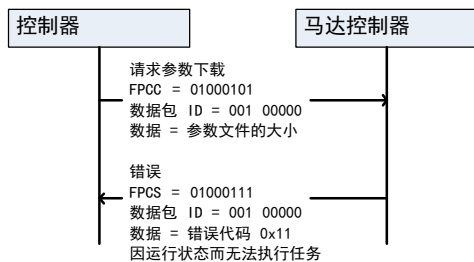 控制器
马达控制器
请求参数下载
FPCC = 01000101
数据包 ID = 001 00000
数据 = 参数文件的大小
错误
FPCS = 01000111
数据包 ID = 001 00000
数据 = 错误代码 0x11
因运行状态而无法执行任务